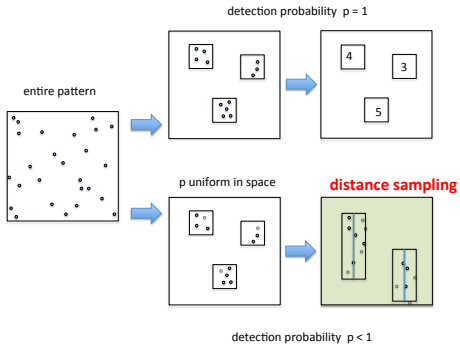 detection probability p = 1
entire pattern
4
3
5
p uniform in space
distance sampling
detection probability p < 1